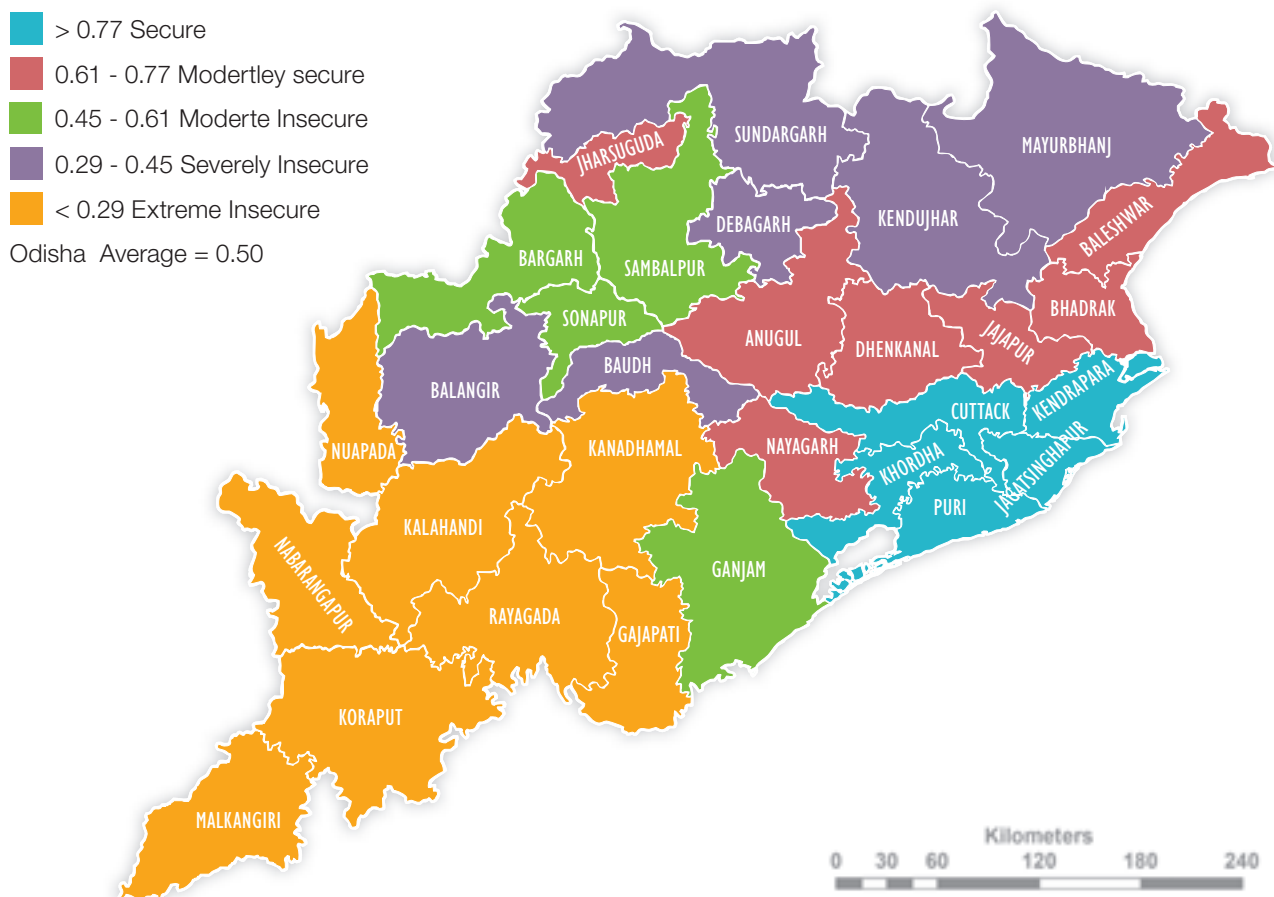 > 0.77 Secure
0.61 - 0.77 Modertley secure
0.45 - 0.61 Moderte Insecure
0.29 - 0.45 Severely Insecure
< 0.29 Extreme Insecure
Odisha Average = 0.50
SUNDARGARH
MAYURBHANJ
JHARSUGUDA
KENDUJHAR
DEBAGARH
BALESHWAR
BARGARH
SAMBALPUR
SONAPUR
BHADRAK
ANUGUL
DHENKANAL
JAJAPUR
BAUDH
BALANGIR
KENDRAPARA
CUTTACK
NUAPADA
KANADHAMAL
NAYAGARH
KHORDHA
JAGATSINGHAPUR
PURI
KALAHANDI
NABARANGAPUR
GANJAM
RAYAGADA
GAJAPATI
KORAPUT
MALKANGIRI
Kilometers
0 30 60 120 180 240